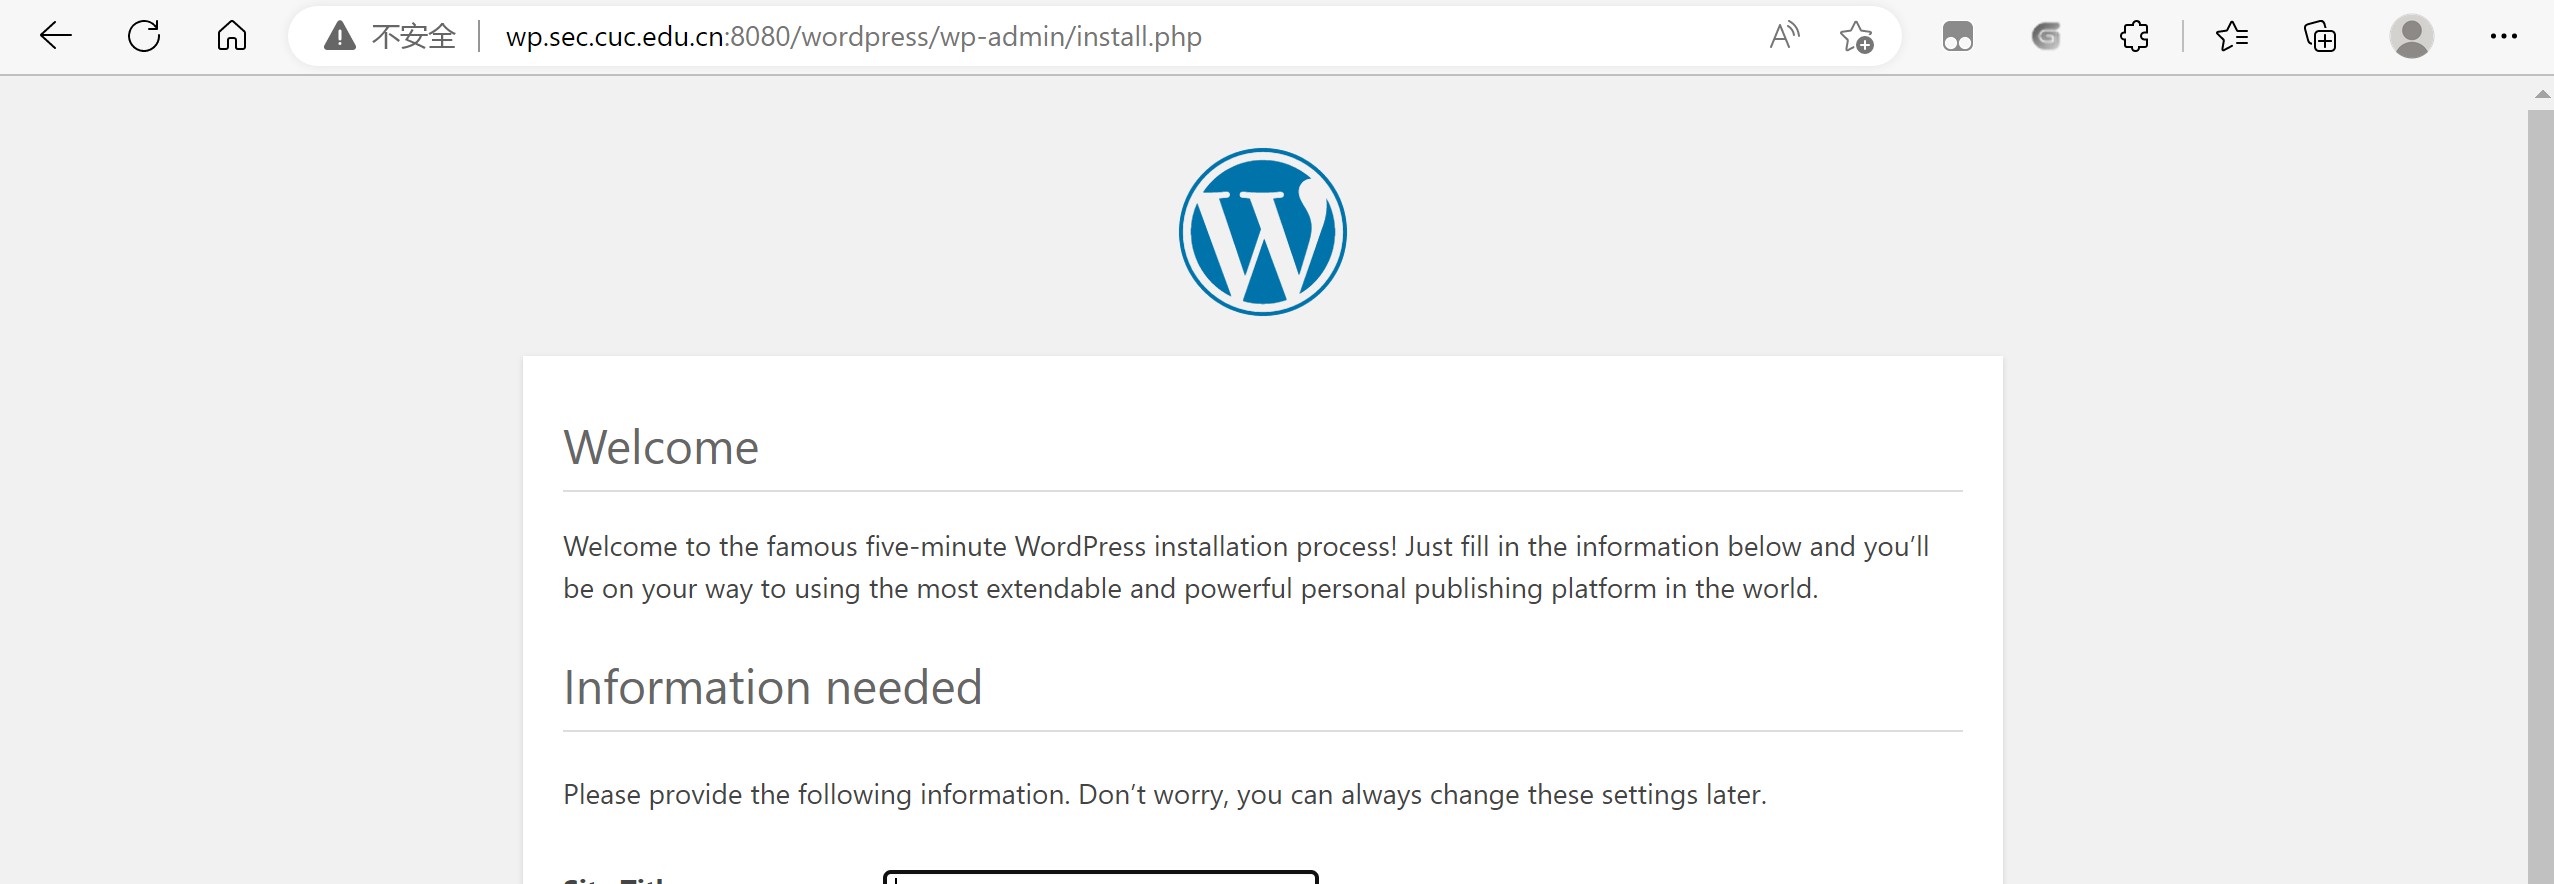 不安全 wp.sec.cuc.edu.cn:8080/wordpress/wp-admin/install.php
Welcome
Welcome to the famous five-minute WordPress installation process! Just fill in the information below and you’ll
be on your way to using the most extendable and powerful personal publishing platform in the world.
Information needed
Please provide the following information. Don’t worry, you can always change these settings later.